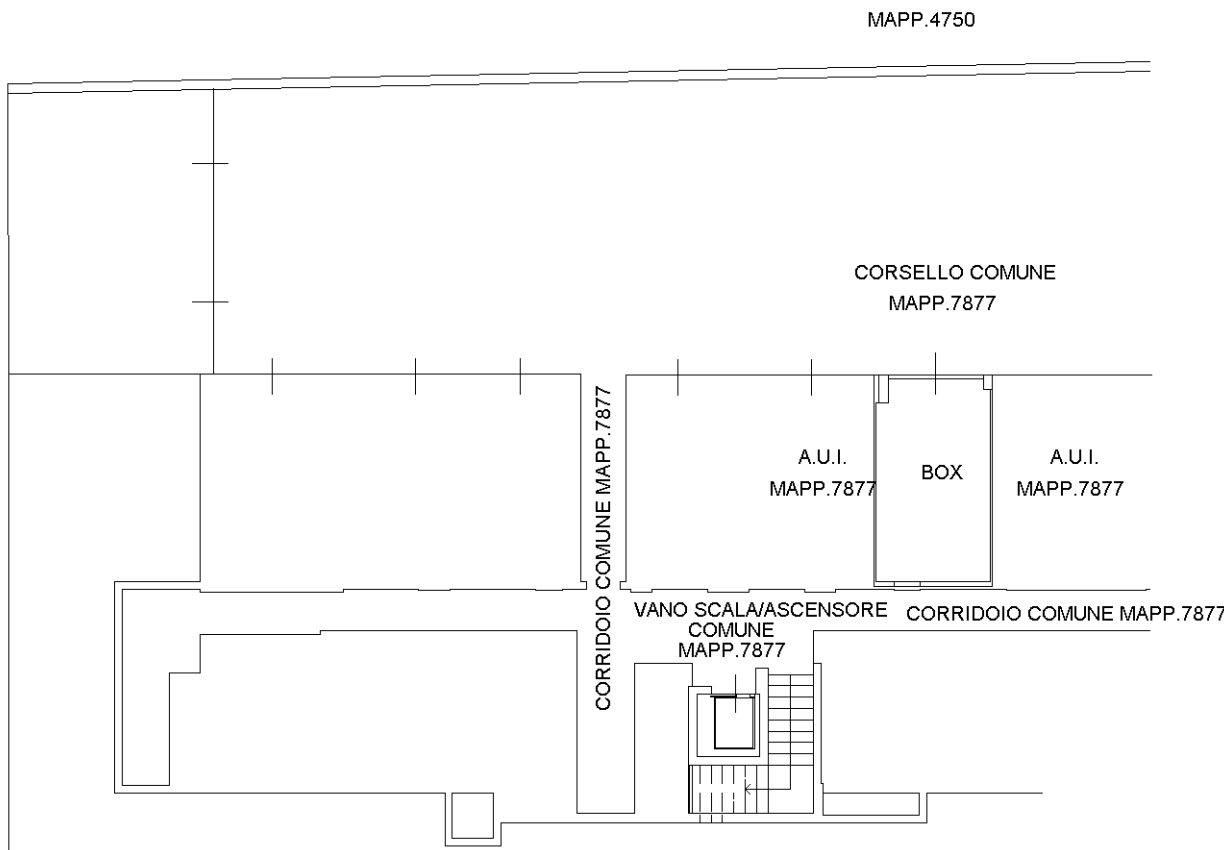 MAPP.4750
CORSELLO COMUNE
MAPP.7877
CORRIDOIO COMUNE MAPP.7877
A.U.I.
MAPP.7877
BOX
A.U.I.
MAPP.7877
VANO SCALA/ASCENSORE
COMUNE
MAPP.7877
CORRIDOIO COMUNE MAPP.7877